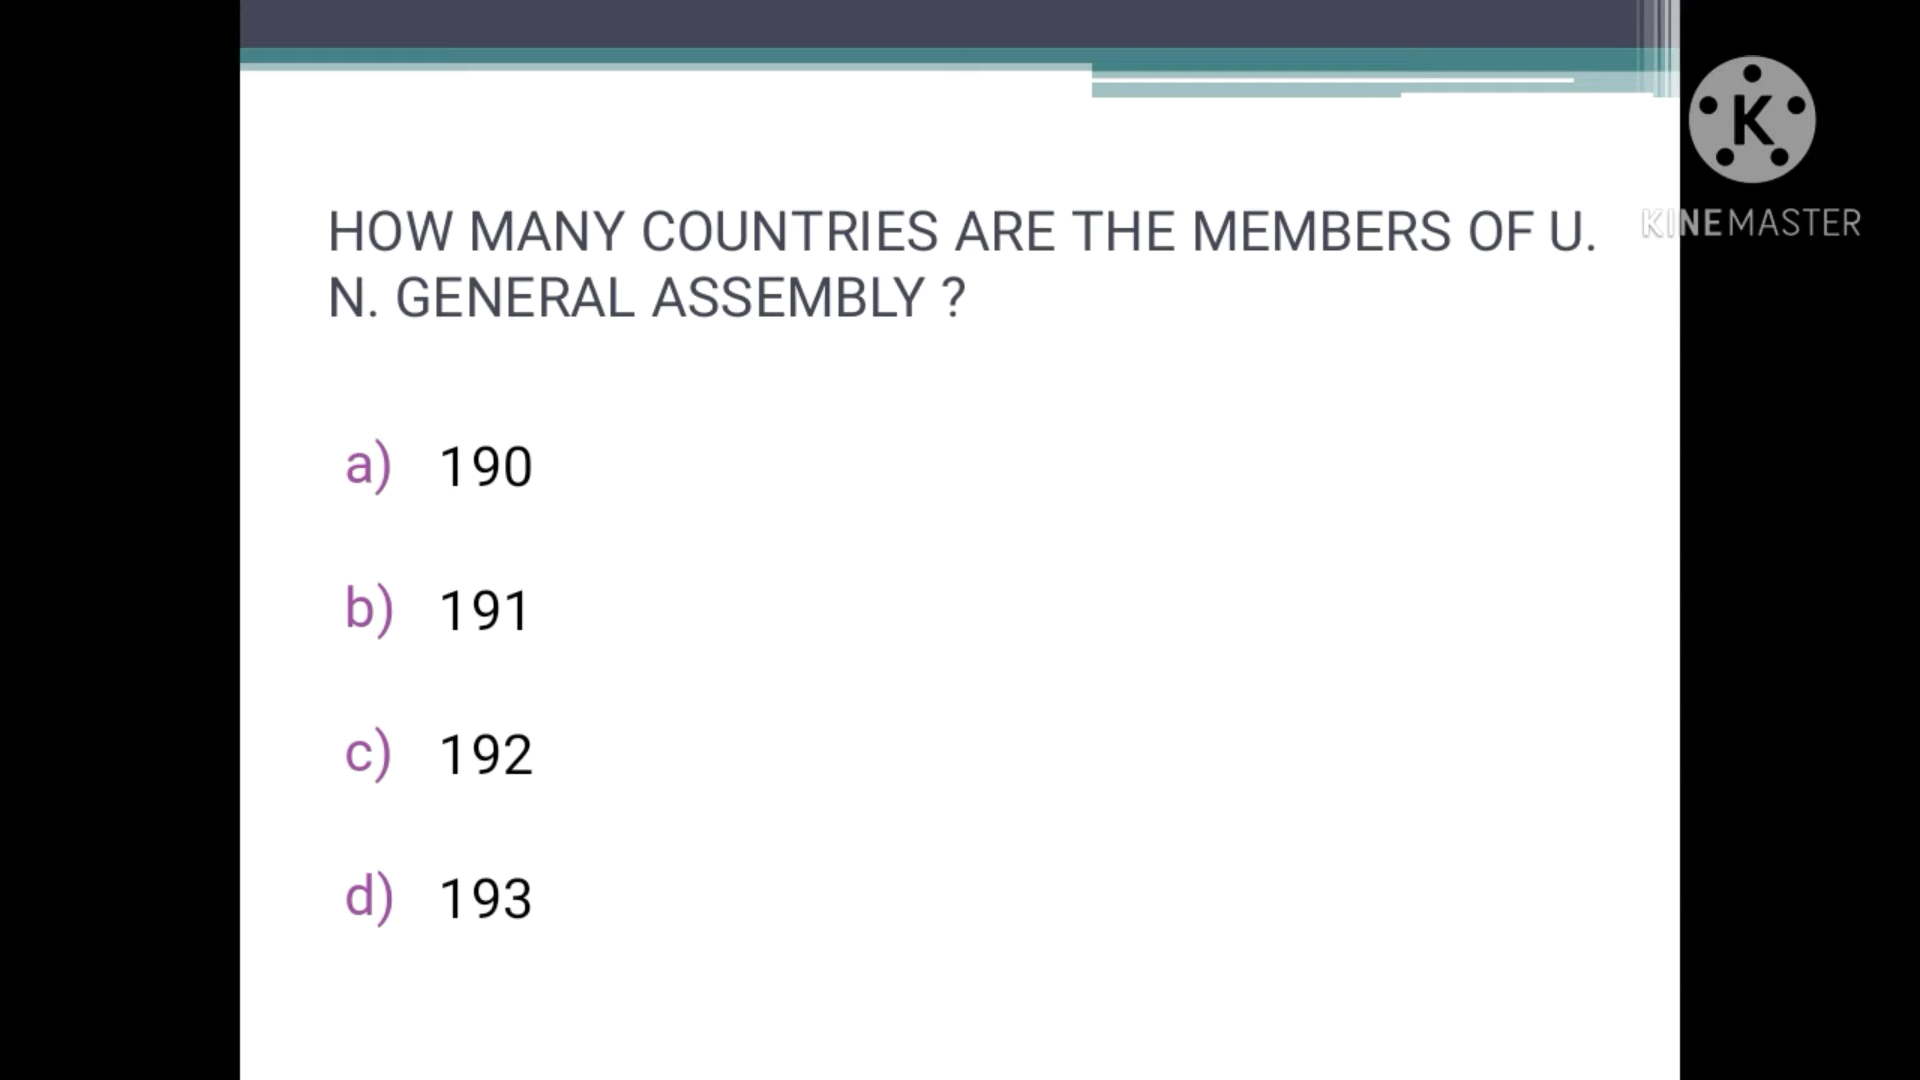 HOW MANY COUNTRIES ARE THE MEMBERS OF U.
N. GENERAL ASSEMBLY ?
a) 190
b) 191
c) 192
d) 193
K
KINEMASTER